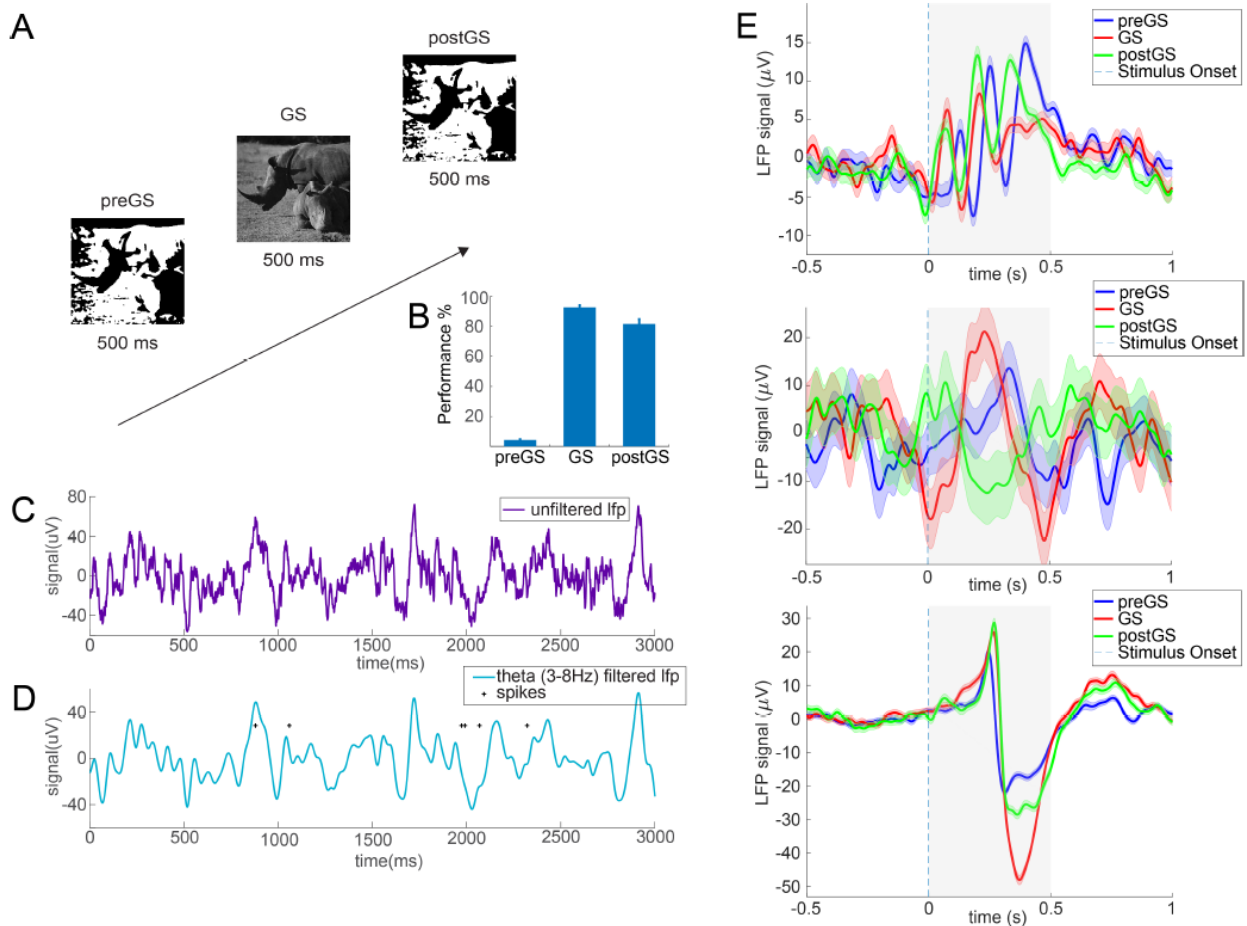 A
preGS
500 ms
GS
500 ms
postGS
500 ms
B
Performance %
100
80
60
40
20
preGS GS postGS
C
signal(uV)
80
40
0
-40
unfiltered lfp
0 500 1000 1500 2000 2500 3000
time(ms)
D
signal(uV)
40
0
-40
theta (3-8Hz) filtered lfp
spikes
0 500 1000 1500 2000 2500 3000
time(ms)
E
LFP signal (μV)
15
10
5
0
-5
-10
preGS
GS
postGS
Stimulus Onset
-0.5 0 0.5 1
time (s)
LFP signal (μV)
20
10
0
-10
-20
preGS
GS
postGS
Stimulus Onset
-0.5 0 0.5 1
time (s)
LFP signal (μV)
30
20
10
0
-10
-20
-30
-40
-50
preGS
GS
postGS
Stimulus Onset
-0.5 0 0.5 1
time (s)